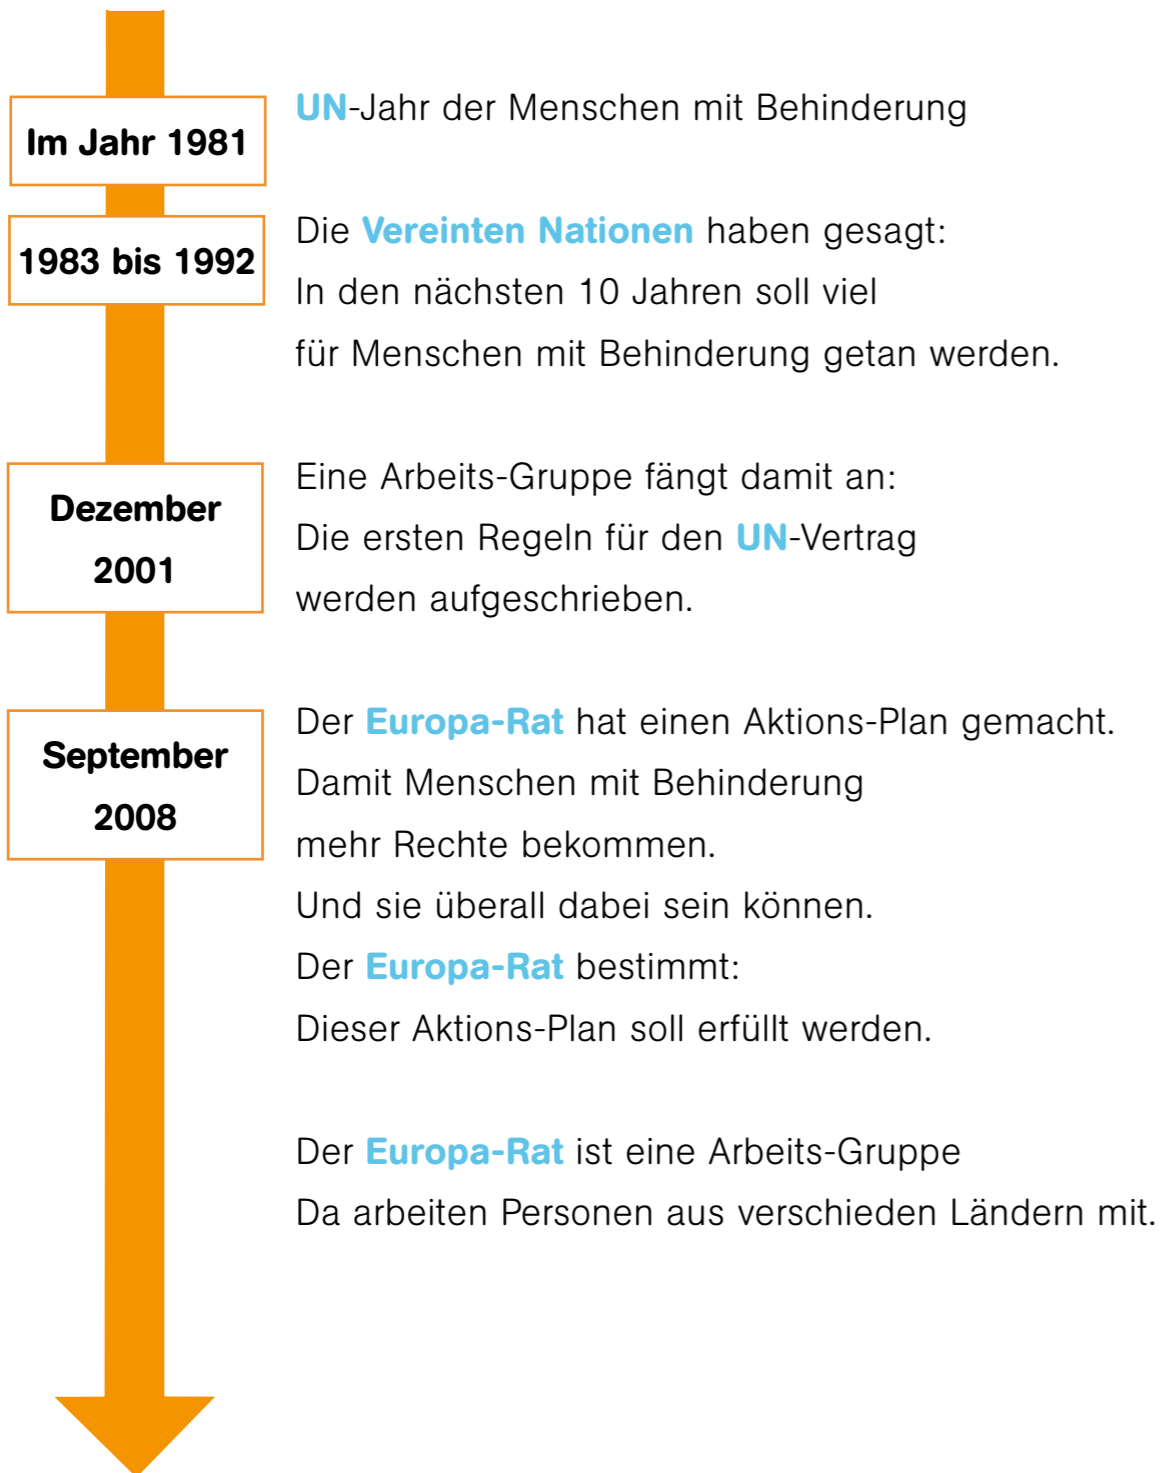 Im Jahr 1981
UN-Jahr der Menschen mit Behinderung
1983 bis 1992
Die Vereinten Nationen haben gesagt:
In den nächsten 10 Jahren soll viel
für Menschen mit Behinderung getan werden.
Dezember
2001
Eine Arbeits-Gruppe fängt damit an:
Die ersten Regeln für den UN-Vertrag
werden aufgeschrieben.
September
2008
Der Europa-Rat hat einen Aktions-Plan gemacht.
Damit Menschen mit Behinderung
mehr Rechte bekommen.
Und sie überall dabei sein können.
Der Europa-Rat bestimmt:
Dieser Aktions-Plan soll erfüllt werden.
Der Europa-Rat ist eine Arbeits-Gruppe
Da arbeiten Personen aus verschieden Ländern mit.